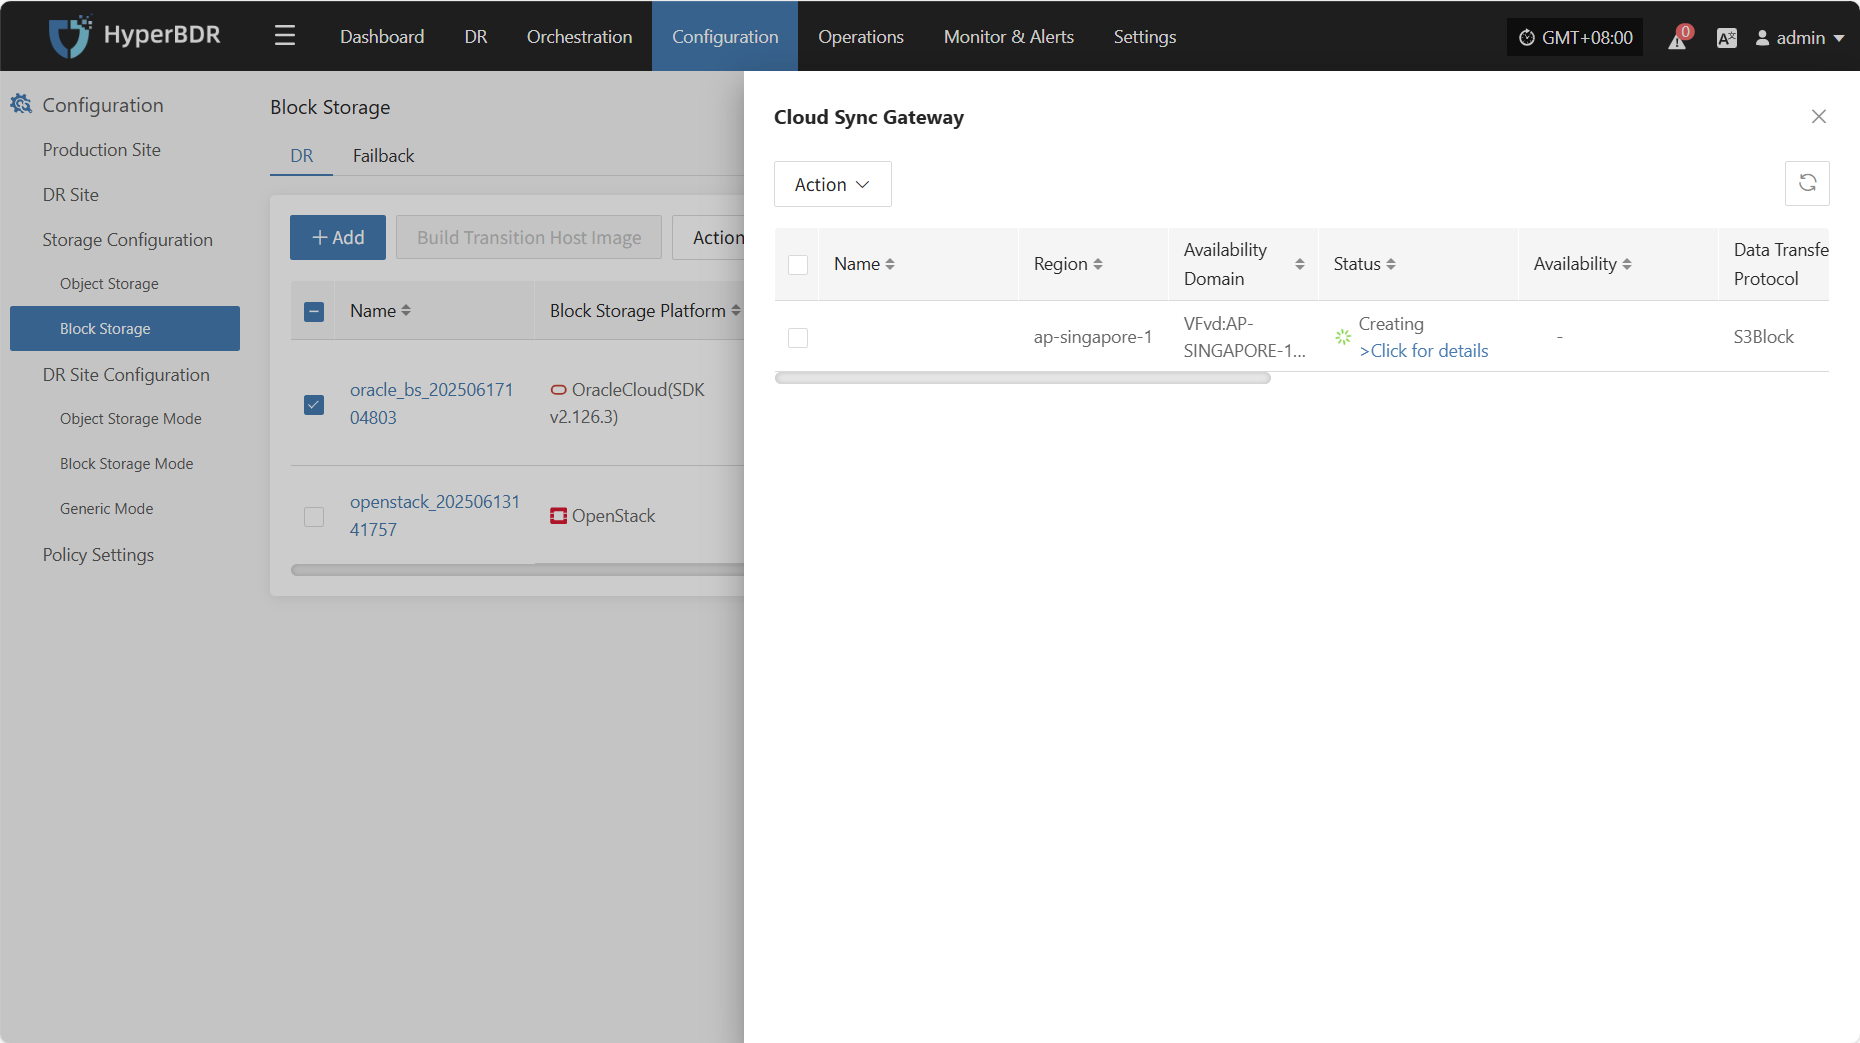 HyperBDR
Dashboard
DR
Orchestration
Configuration
Operations
Monitor & Alerts
Settings
GMT+08:00
0
admin
Configuration
Production Site
DR Site
Storage Configuration
Object Storage
Block Storage
DR Site Configuration
Object Storage Mode
Block Storage Mode
Generic Mode
Policy Settings
Block Storage
DR
Failback
+ Add
Build Transition Host Image
Action
Name
Block Storage Platform
oracle_bs_202506171
04803
OracleCloud(SDK
v2.126.3)
openstack_202506131
41757
OpenStack
Cloud Sync Gateway
Action
Name
Region
Availability
Domain
Status
Availability
Data Transfe
Protocol
ap-singapore-1
VFvd:AP-
SINGAPORE-1...
Creating
>Click for details
-
S3Block